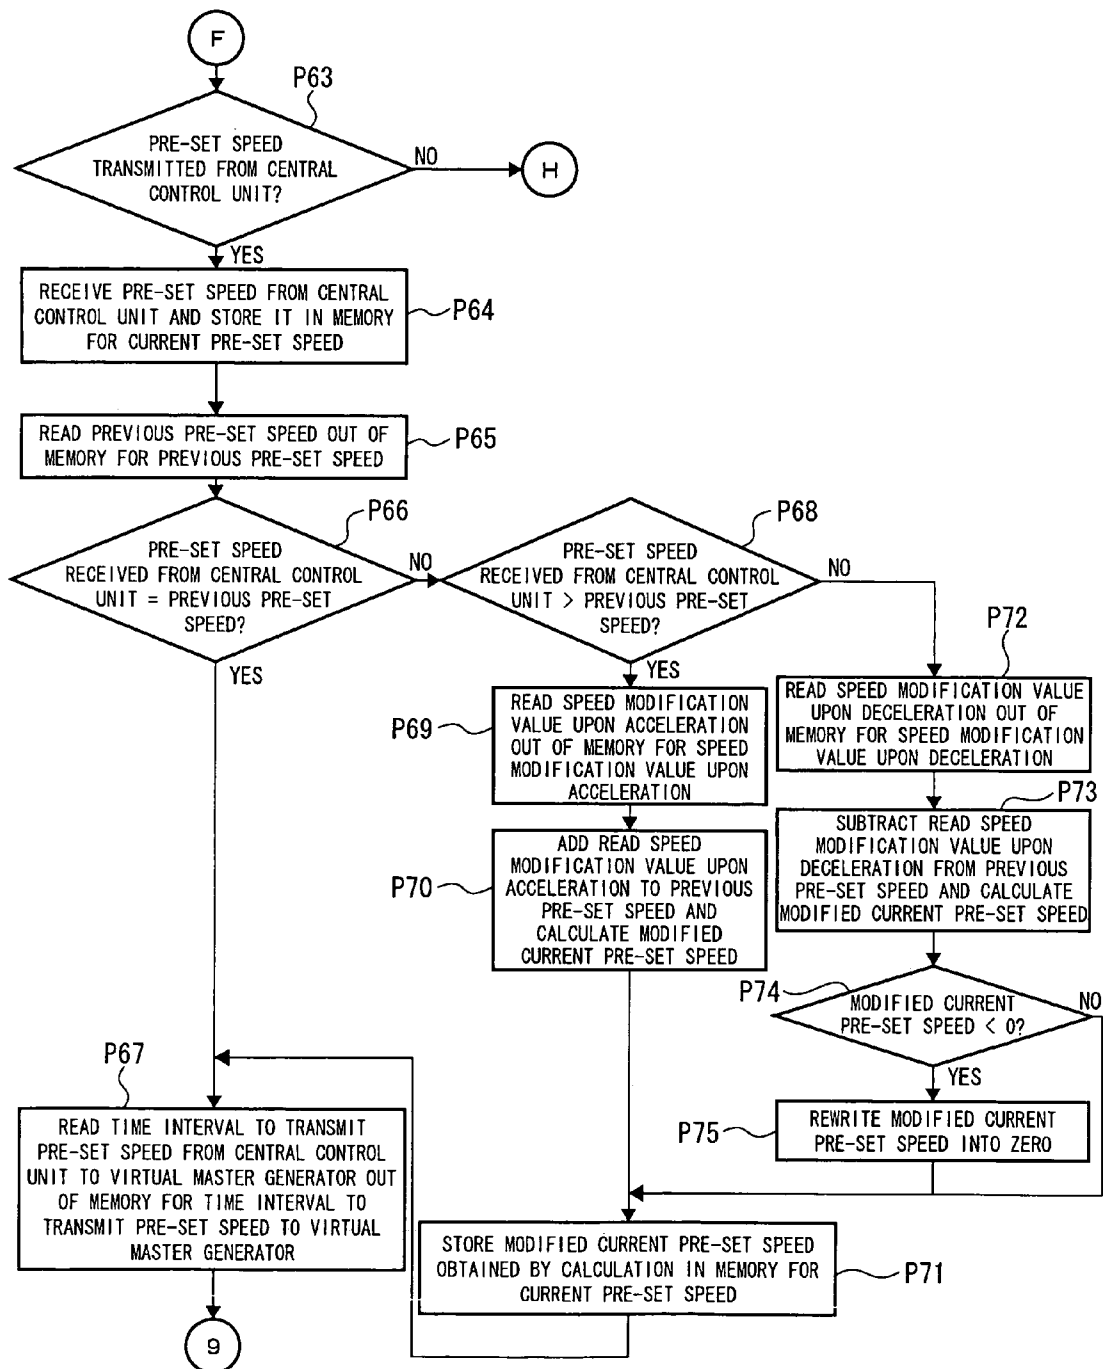 F
P63
PRE-SET SPEED
TRANSMITTED FROM CENTRAL
CONTROL UNIT?
NO
H
YES
RECEIVE PRE-SET SPEED FROM CENTRAL
CONTROL UNIT AND STORE IT IN MEMORY
FOR CURRENT PRE-SET SPEED
P64
READ PREVIOUS PRE-SET SPEED OUT OF
MEMORY FOR PREVIOUS PRE-SET SPEED
P65
P66
PRE-SET SPEED
RECEIVED FROM CENTRAL CONTROL
UNIT = PREVIOUS PRE-SET
SPEED?
NO
YES
P68
PRE-SET SPEED
RECEIVED FROM CENTRAL CONTROL
UNIT > PREVIOUS PRE-SET
SPEED?
NO
YES
P69
READ SPEED MODIFICATION
VALUE UPON ACCELERATION
OUT OF MEMORY FOR SPEED
MODIFICATION VALUE UPON
ACCELERATION
P72
READ SPEED MODIFICATION VALUE
UPON DECELERATION OUT OF
MEMORY FOR SPEED MODIFICATION
VALUE UPON DECELERATION
P70
ADD READ SPEED
MODIFICATION VALUE UPON
ACCELERATION TO PREVIOUS
PRE-SET SPEED AND
CALCULATE MODIFIED
CURRENT PRE-SET SPEED
P73
SUBTRACT READ SPEED
MODIFICATION VALUE UPON
DECELERATION FROM PREVIOUS
PRE-SET SPEED AND CALCULATE
MODIFIED CURRENT PRE-SET SPEED
P74
MODIFIED CURRENT
PRE-SET SPEED < 0?
NO
YES
P75
REWRITE MODIFIED CURRENT
PRE-SET SPEED INTO ZERO
P67
READ TIME INTERVAL TO TRANSMIT
PRE-SET SPEED FROM CENTRAL CONTROL
UNIT TO VIRTUAL MASTER GENERATOR OUT
OF MEMORY FOR TIME INTERVAL TO
TRANSMIT PRE-SET SPEED TO VIRTUAL
MASTER GENERATOR
STORE MODIFIED CURRENT PRE-SET SPEED
OBTAINED BY CALCULATION IN MEMORY FOR
CURRENT PRE-SET SPEED
P71
9